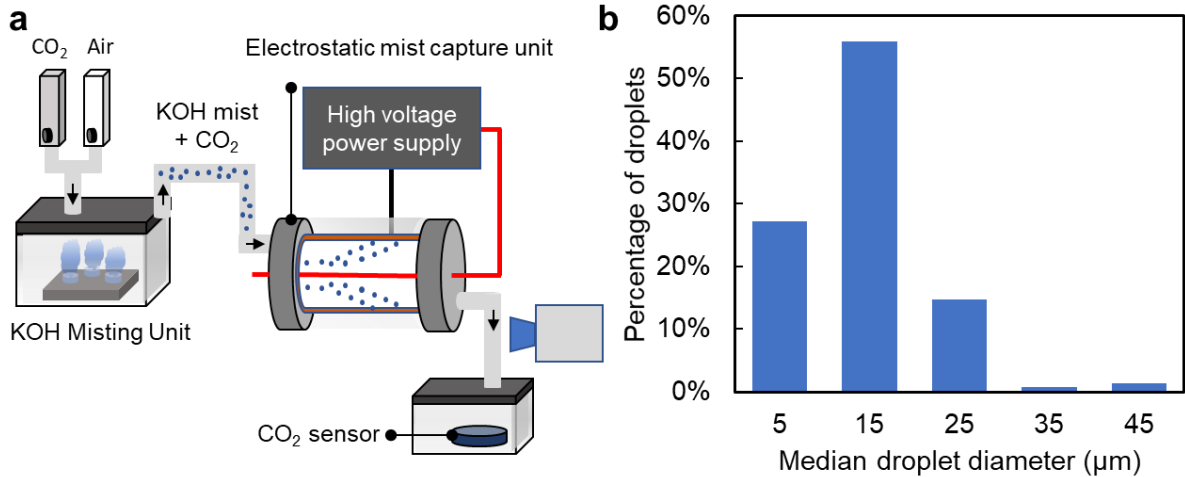 a
CO₂ Air
Electrostatic mist capture unit
KOH mist
+ CO₂
High voltage
power supply
KOH Misting Unit
CO₂ sensor
b
Percentage of droplets
60%
50%
40%
30%
20%
10%
0%
5 15 25 35 45
Median droplet diameter (μm)